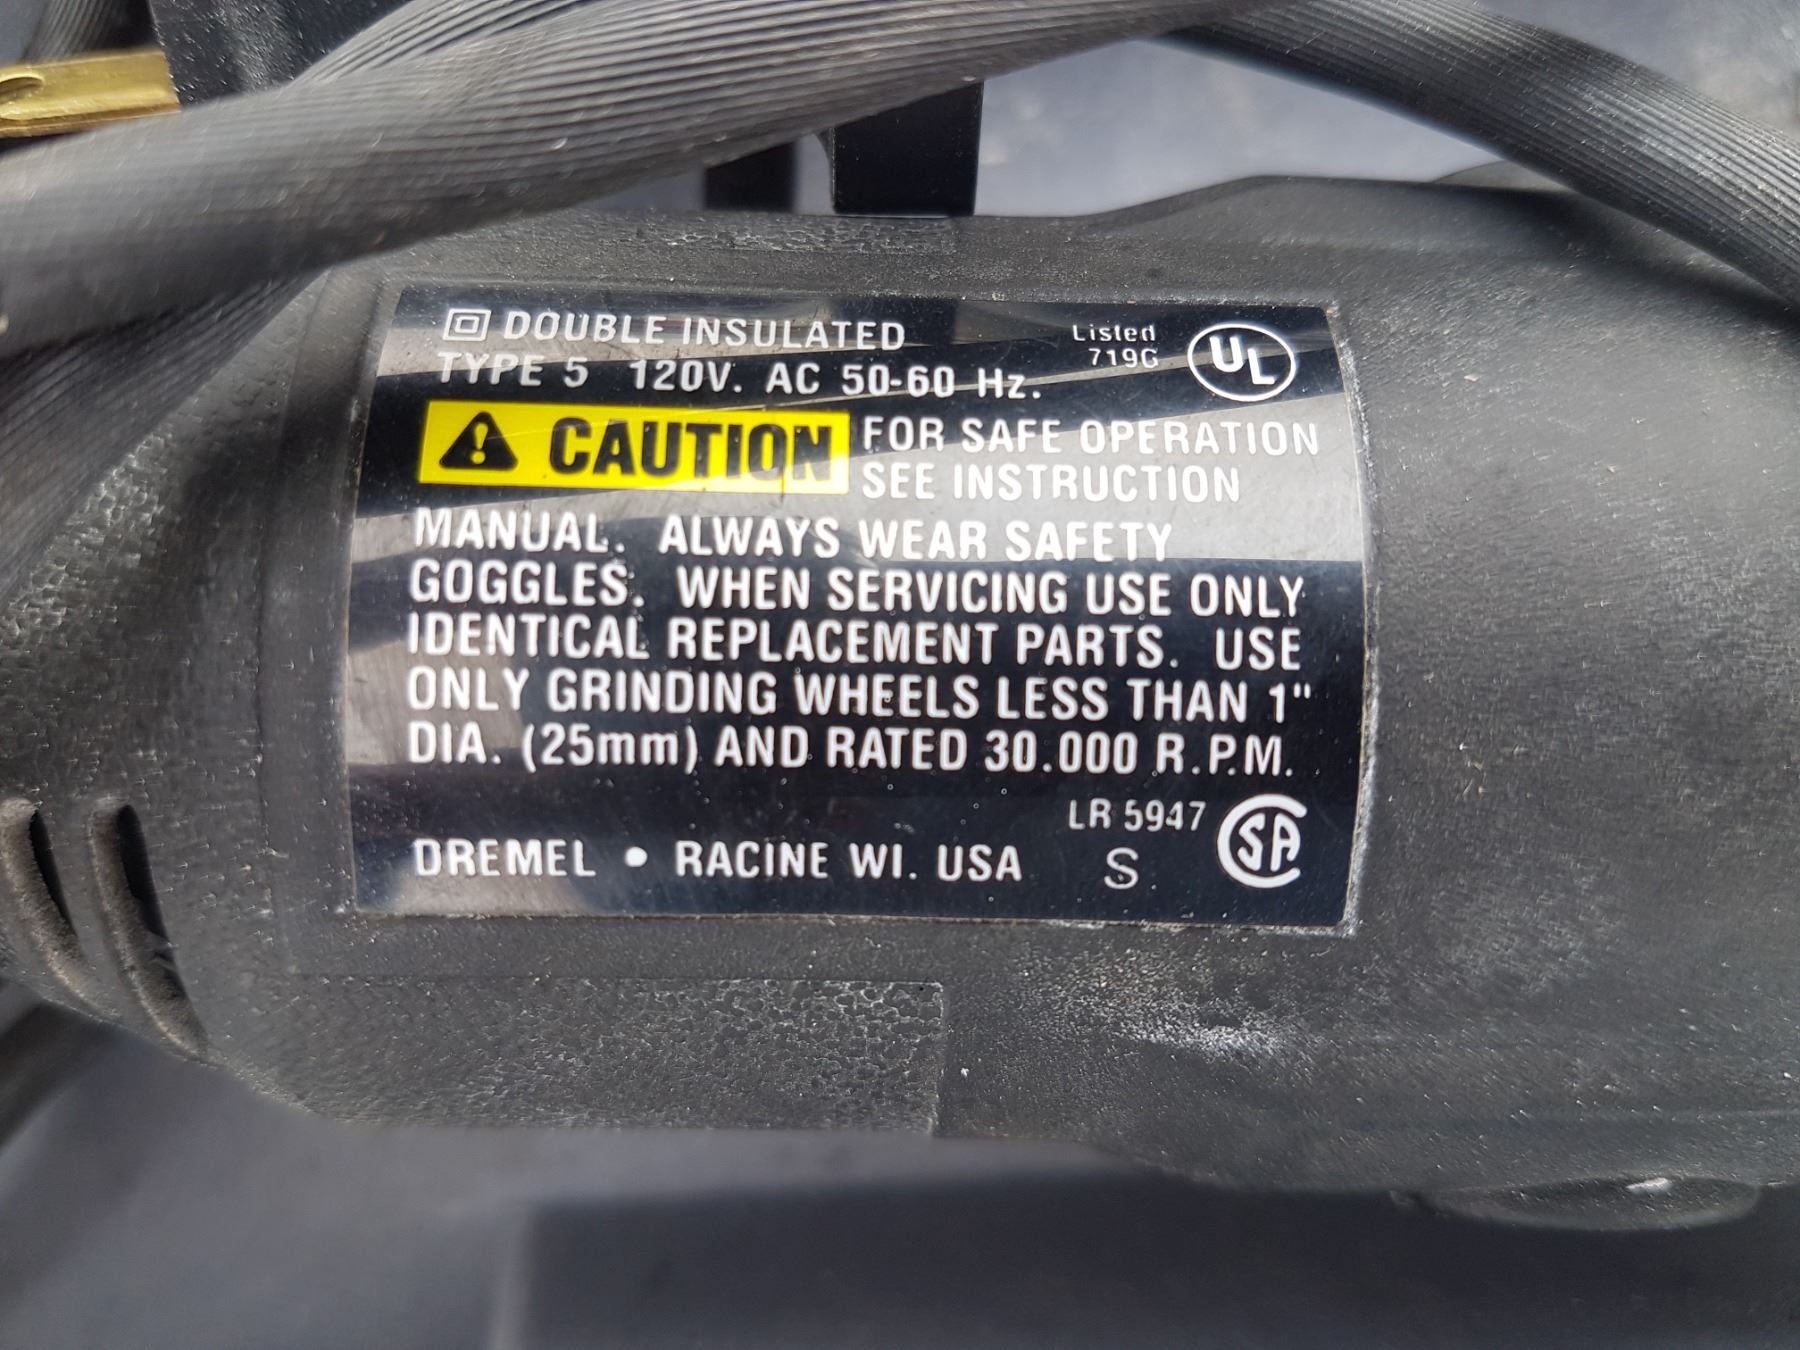 DOUBLE INSULATED
Listed
719G
UL
TYPE 5 120V. AC 50-60 Hz.
CAUTION FOR SAFE OPERATION
SEE INSTRUCTION
MANUAL. ALWAYS WEAR SAFETY
GOGGLES. WHEN SERVICING USE ONLY
IDENTICAL REPLACEMENT PARTS. USE
ONLY GRINDING WHEELS LESS THAN 1"
DIA. (25mm) AND RATED 30.000 R.P.M.
LR 5947
SA
DREMEL • RACINE WI. USA S